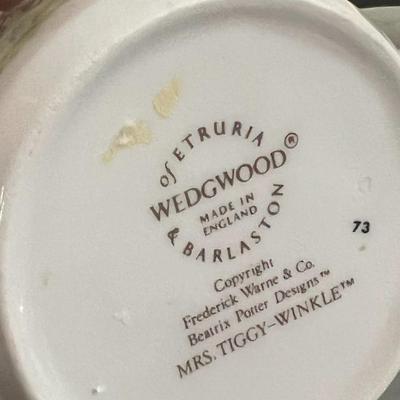 of ETRURIA
WEDGWOOD®
MADE IN
ENGLAND
& BARLASTON
73
Copyright
Frederick Warne & Co.
Beatrix Potter Designs™
MRS. TIGGY-WINKLE™